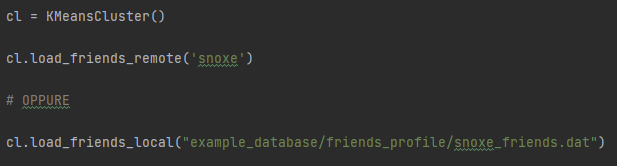 cl = KMeansCluster()
cl.load_friends_remote('snoxe')
# OPPURE
cl.load_friends_local("example_database/friends_profile/snoxe_friends.dat")